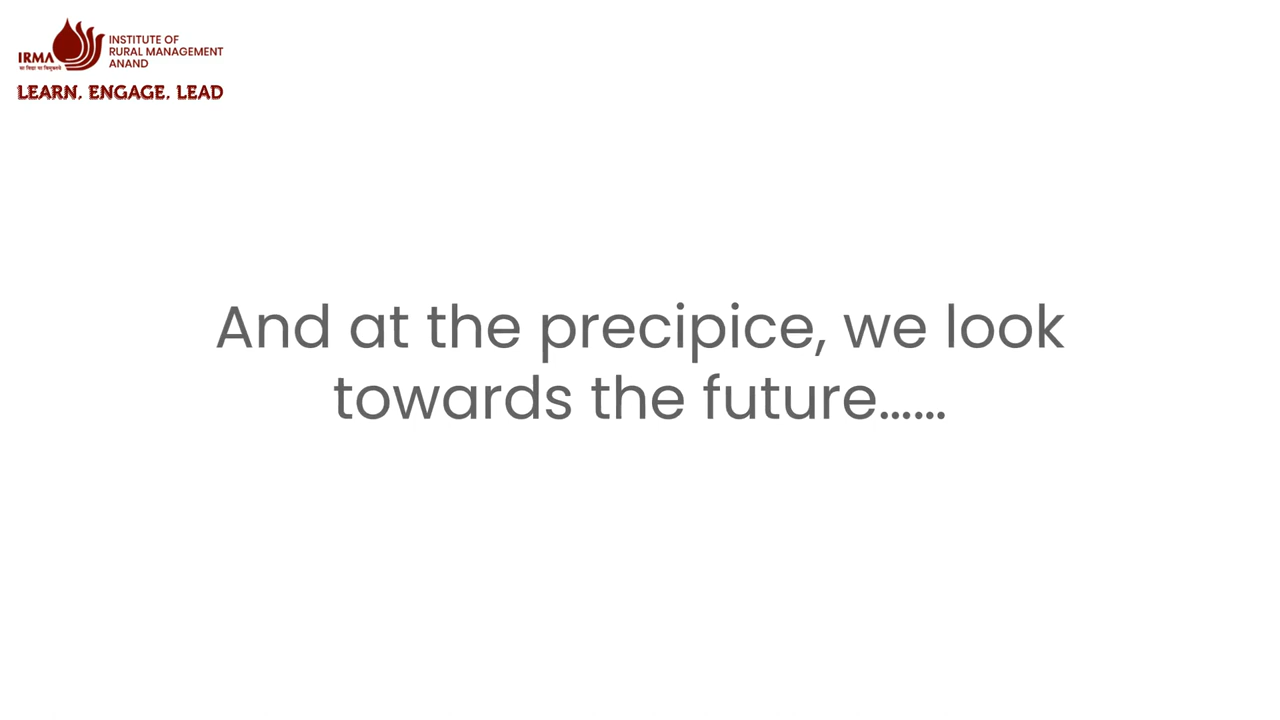 INSTITUTE OF
RURAL MANAGEMENT
ANAND
IRMA
LEARN. ENGAGE. LEAD
And at the precipice, we look
towards the future......